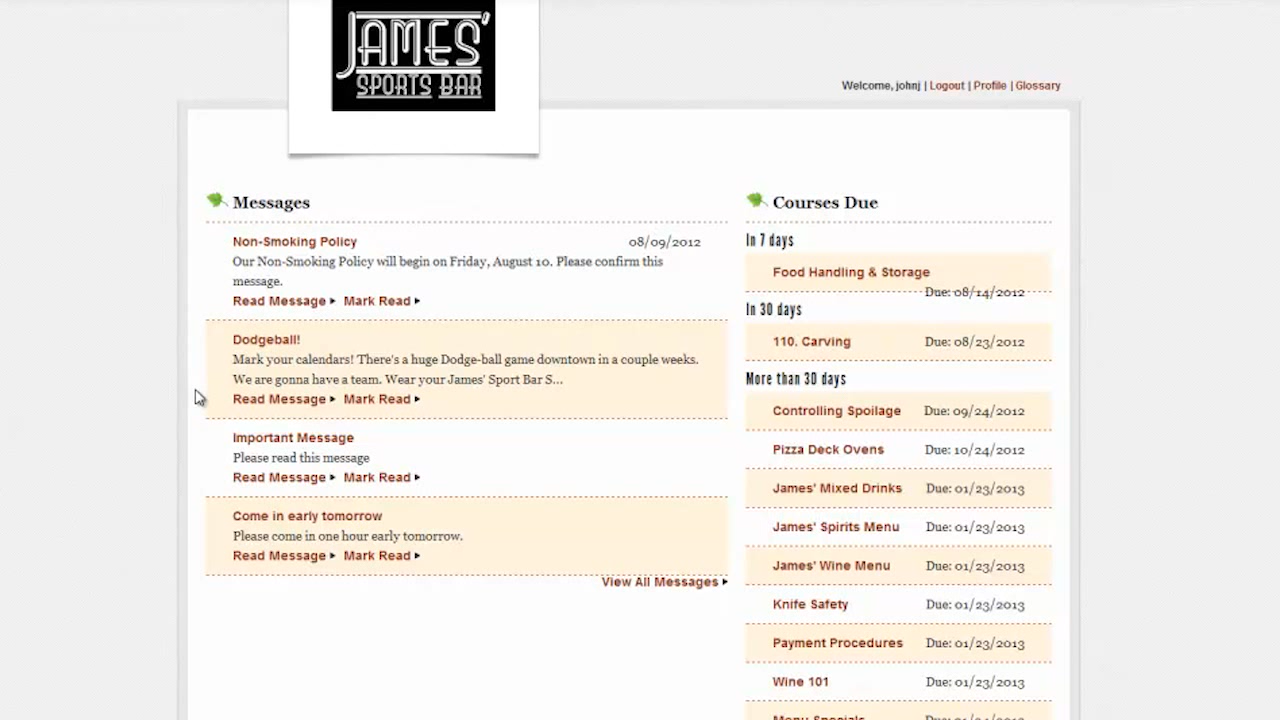 JAMES'
SPORTS BAR
Welcome, johnj | Logout | Profile | Glossary
Messages
Non-Smoking Policy 08/09/2012
Our Non-Smoking Policy will begin on Friday, August 10. Please confirm this
message.
Read Message Mark Read
Dodgeball!
Mark your calendars! There's a huge Dodge-ball game downtown in a couple weeks.
We are gonna have a team. Wear your James' Sport Bar S...
Read Message Mark Read
Important Message
Please read this message
Read Message Mark Read
Come in early tomorrow
Please come in one hour early tomorrow.
Read Message Mark Read
View All Messages
Courses Due
In 7 days
Food Handling & Storage
Due: 08/14/2012
In 30 days
110. Carving Due: 08/23/2012
More than 30 days
Controlling Spoilage Due: 09/24/2012
Pizza Deck Ovens Due: 10/24/2012
James' Mixed Drinks Due: 01/23/2013
James' Spirits Menu Due: 01/23/2013
James' Wine Menu Due: 01/23/2013
Knife Safety Due: 01/23/2013
Payment Procedures Due: 01/23/2013
Wine 101 Due: 01/23/2013
Menu Specials